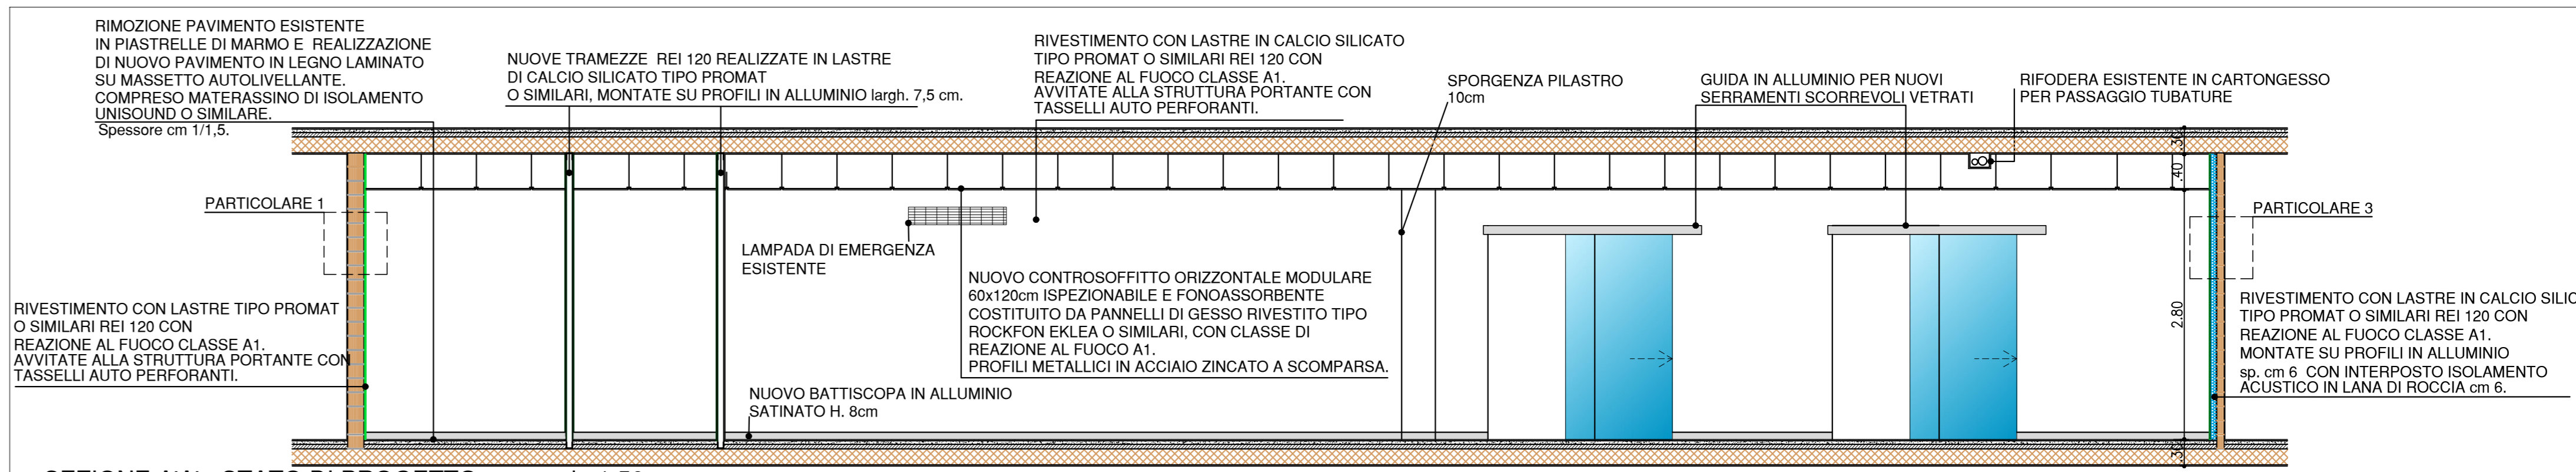 RIMOZIONE PAVIMENTO ESISTENTE
IN PIASTRELLE DI MARMO E REALIZZAZIONE
DI NUOVO PAVIMENTO IN LEGNO LAMINATO
SU MASSETTO AUTOLIVELLANTE.
COMPRESO MATERASSINO DI ISOLAMENTO
UNISOUND O SIMILARE.
Spessore cm 1/1,5.
NUOVE TRAMEZZE REI 120 REALIZZATE IN LASTRE
DI CALCIO SILICATO TIPO PROMAT
O SIMILARI, MONTATE SU PROFILI IN ALLUMINIO largh. 7,5 cm.
RIVESTIMENTO CON LASTRE IN CALCIO SILICATO
TIPO PROMAT O SIMILARI REI 120 CON
REAZIONE AL FUOCO CLASSE A1.
AVVITATE ALLA STRUTTURA PORTANTE CON
TASSELLI AUTO PERFORANTI.
SPORGENZA PILASTRO
10cm
GUIDA IN ALLUMINIO PER NUOVI
SERRAMENTI SCORREVOLI VETRATI
RIFODERA ESISTENTE IN CARTONGESSO
PER PASSAGGIO TUBATURE
.30
.40
PARTICOLARE 1
PARTICOLARE 3
LAMPADA DI EMERGENZA
ESISTENTE
NUOVO CONTROSOFFITTO ORIZZONTALE MODULARE
60x120cm ISPEZIONABILE E FONOASSORBENTE
COSTITUITO DA PANNELLI DI GESSO RIVESTITO TIPO
ROCKFON EKLEA O SIMILARI, CON CLASSE DI
REAZIONE AL FUOCO A1.
PROFILI METALLICI IN ACCIAIO ZINCATO A SCOMPARSA.
RIVESTIMENTO CON LASTRE TIPO PROMAT
O SIMILARI REI 120 CON
REAZIONE AL FUOCO CLASSE A1.
AVVITATE ALLA STRUTTURA PORTANTE CON
TASSELLI AUTO PERFORANTI.
2.80
RIVESTIMENTO CON LASTRE IN CALCIO SILIC
TIPO PROMAT O SIMILARI REI 120 CON
REAZIONE AL FUOCO CLASSE A1.
MONTATE SU PROFILI IN ALLUMINIO
sp. cm 6 CON INTERPOSTO ISOLAMENTO
ACUSTICO IN LANA DI ROCCIA cm 6.
NUOVO BATTISCOPA IN ALLUMINIO
SATINATO H. 8cm
.30